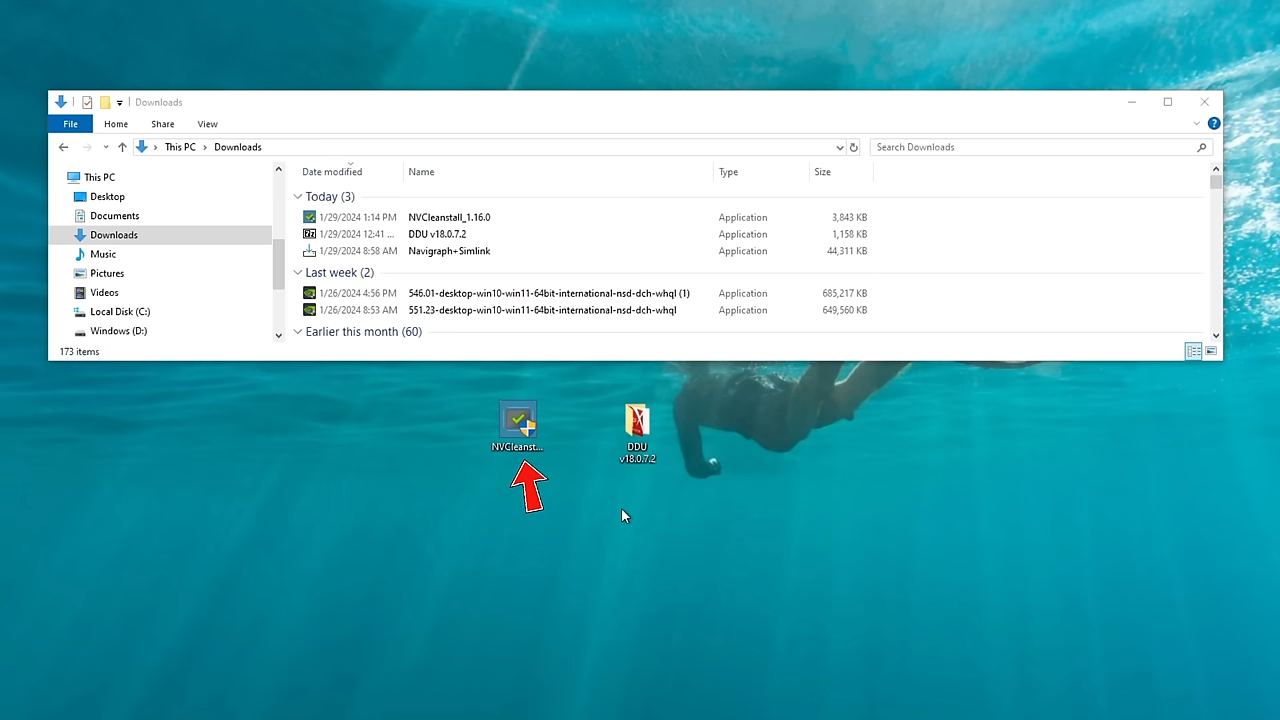 Downloads
File Home Share View
This PC > Downloads
Search Downloads
This PC
Desktop
Documents
Downloads
Music
Pictures
Videos
Local Disk (C:)
Windows (D:)
Date modified Name Type Size
Today (3)
1/29/2024 1:14 PM NVCleanstall_1.16.0 Application 3,843 KB
1/29/2024 12:41 ... DDU v18.0.7.2 Application 1,158 KB
1/29/2024 8:58 AM Navigraph+Simlink Application 44,311 KB
Last week (2)
1/26/2024 4:56 PM 546.01-desktop-win10-win11-64bit-international-nsd-dch-whql (1) Application 685,217 KB
1/26/2024 8:53 AM 551.23-desktop-win10-win11-64bit-international-nsd-dch-whql Application 649,560 KB
Earlier this month (60)
173 items
NVCleanst...
DDU
v18.0.7.2